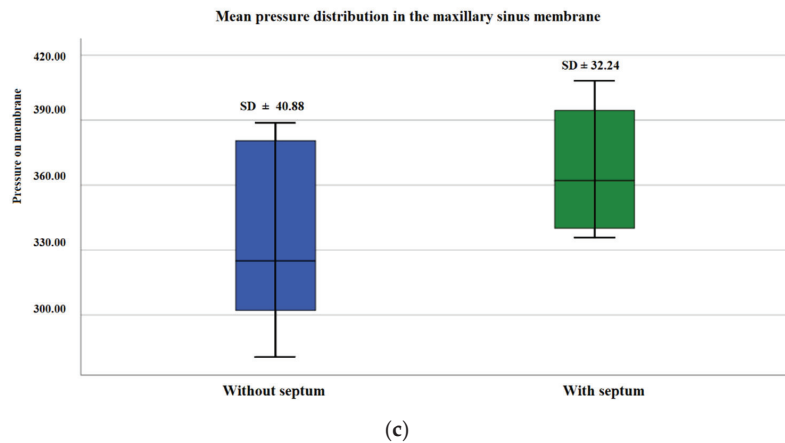 Mean pressure distribution in the maxillary sinus membrane
Pressure on membrane
420.00
390.00
360.00
330.00
300.00
SD ± 40.88
SD ± 32.24
Without septum
With septum
(c)